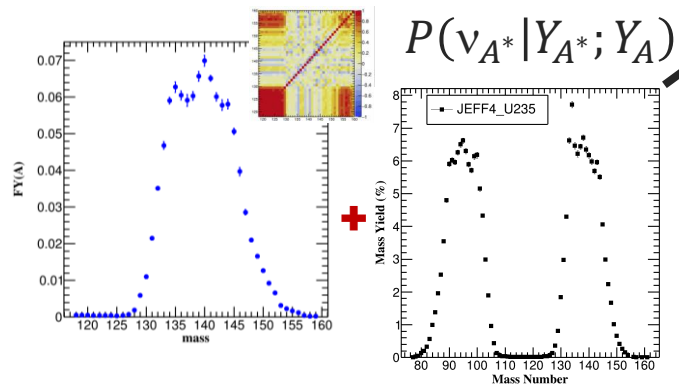 P(ν_{A*}|Y_{A*}; Y_A)
FY(A)
0.07
0.06
0.05
0.04
0.03
0.02
0.01
0
120 125 130 135 140 145 150 155 160
mass
+
JEFF4_U235
Mass Yield (%)
8
7
6
5
4
3
2
1
0
80 90 100 110 120 130 140 150 160
Mass Number